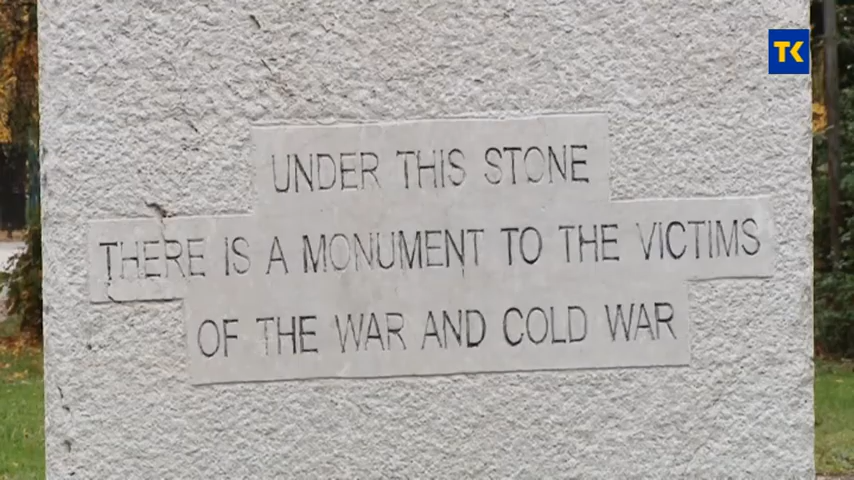 TK
UNDER THIS STONE
THERE IS A MONUMENT TO THE VICTIMS
OF THE WAR AND COLD WAR